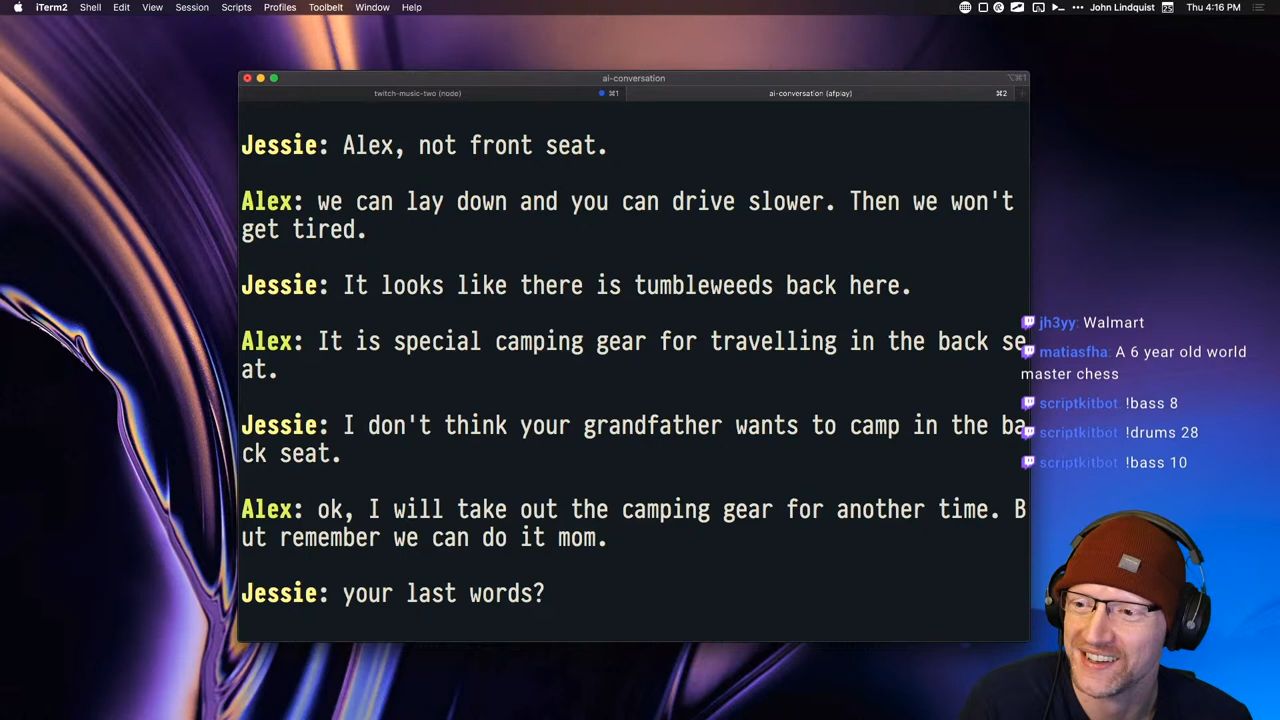 iTerm2 Shell Edit View Session Scripts Profiles Toolbelt Window Help
John Lindquist
25
Thu 4:16 PM
ai-conversation
⌥⌘1
twitch-music-two (node)
⌘1
ai-conversation (afplay)
⌘2
Jessie: Alex, not front seat.
Alex: we can lay down and you can drive slower. Then we won't
get tired.
Jessie: It looks like there is tumbleweeds back here.
Alex: It is special camping gear for travelling in the back se
at.
Jessie: I don't think your grandfather wants to camp in the ba
ck seat.
Alex: ok, I will take out the camping gear for another time. B
ut remember we can do it mom.
Jessie: your last words?
jh3yy: Walmart
matiasfha: A 6 year old world
master chess
scriptkitbot: !bass 8
scriptkitbot: !drums 28
scriptkitbot: !bass 10